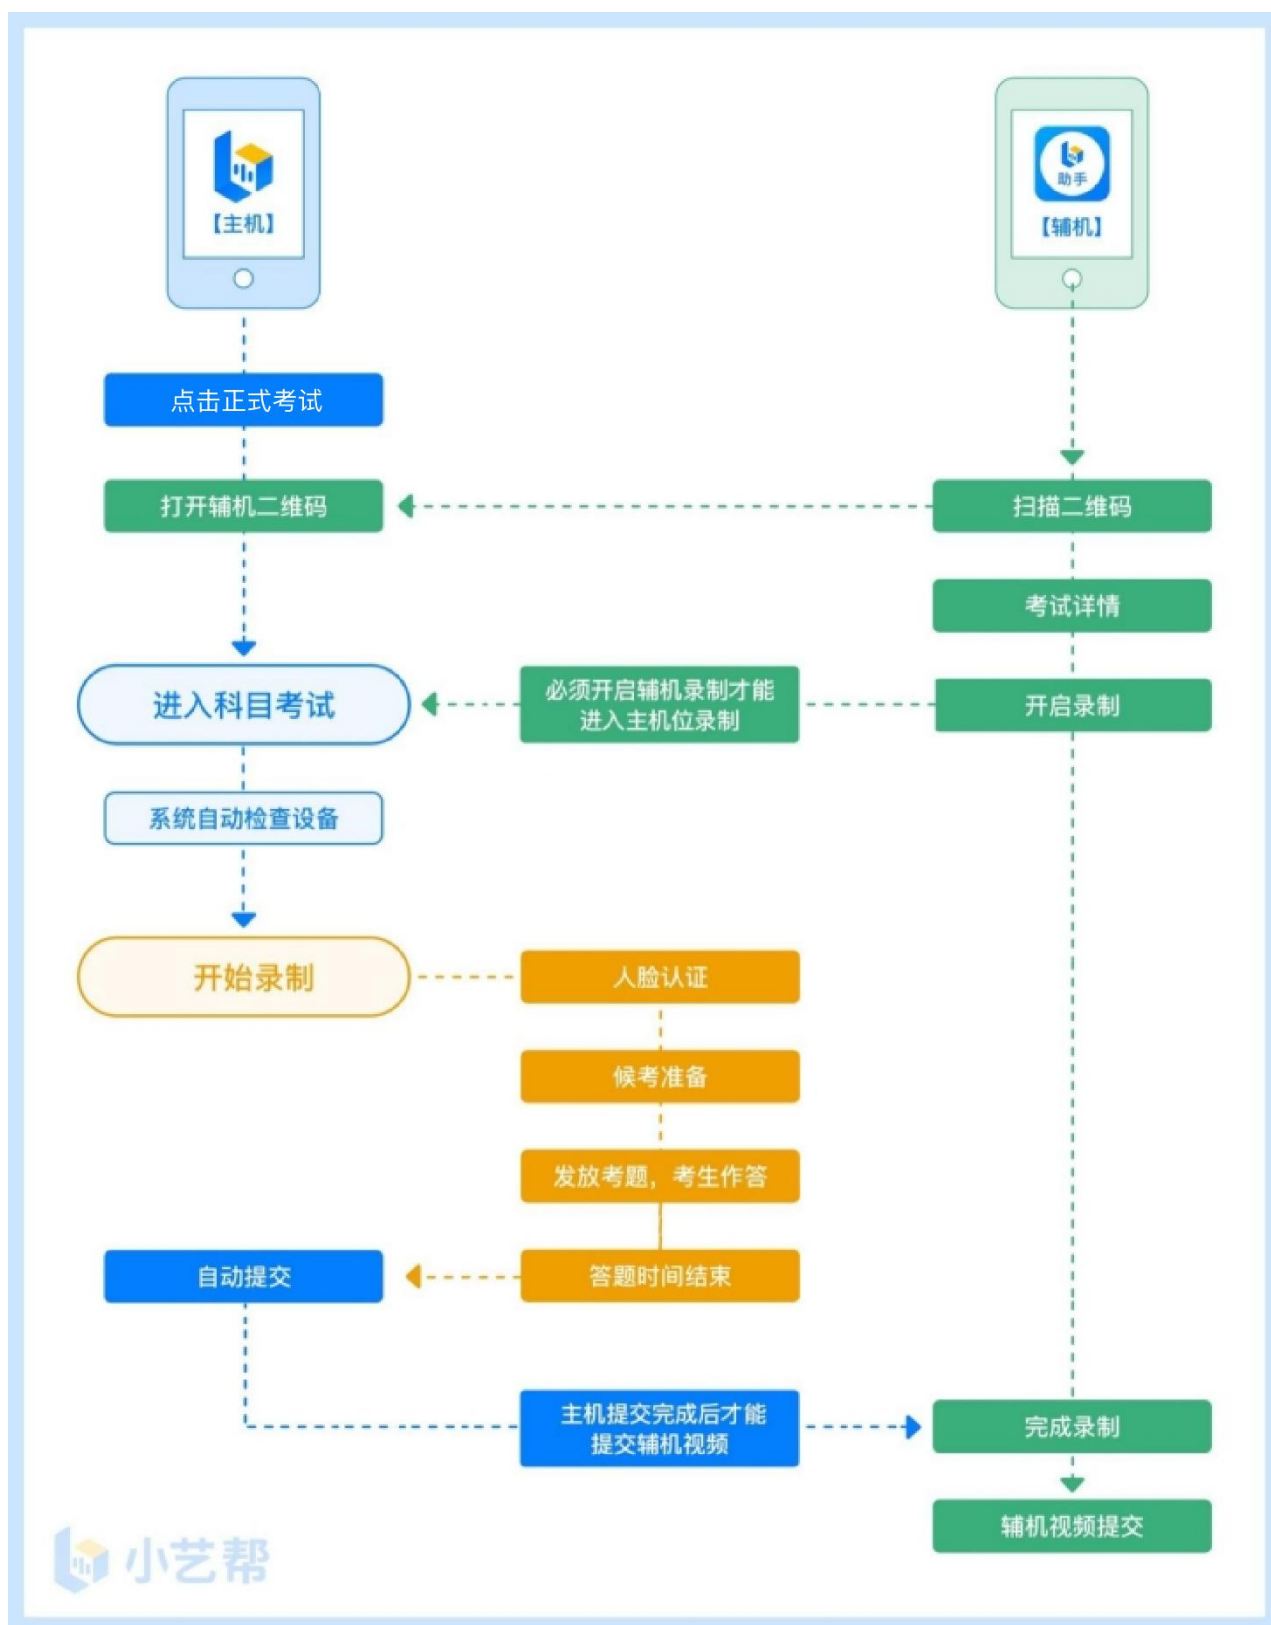 【主机】
助手
【辅机】
点击正式考试
打开辅机二维码
扫描二维码
考试详情
进入科目考试
必须开启辅机录制才能
进入主机位录制
开启录制
系统自动检查设备
开始录制
人脸认证
候考准备
发放考题，考生作答
自动提交
答题时间结束
主机提交完成后才能
提交辅机视频
完成录制
辅机视频提交
小艺帮